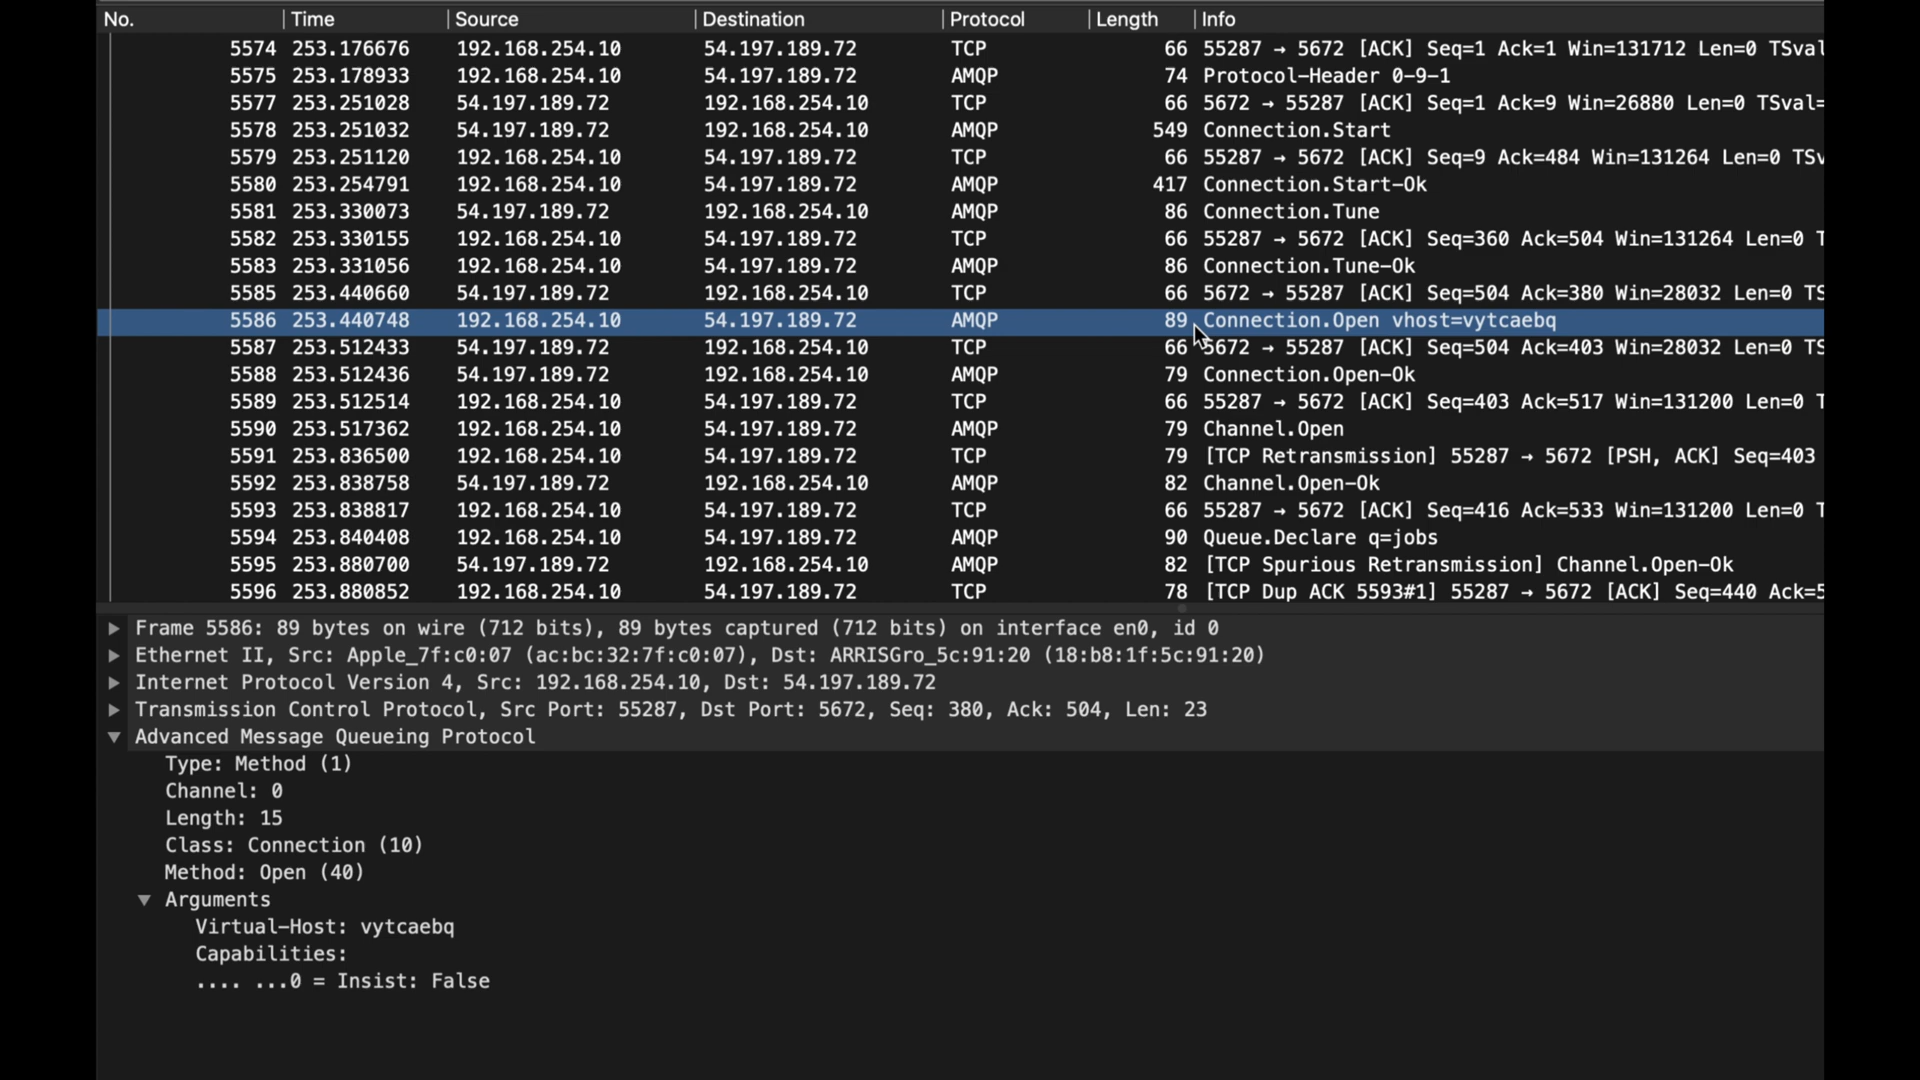 No. Time Source Destination Protocol Length Info
5574 253.176676 192.168.254.10 54.197.189.72 TCP 66 55287 → 5672 [ACK] Seq=1 Ack=1 Win=131712 Len=0 TSval
5575 253.178933 192.168.254.10 54.197.189.72 AMQP 74 Protocol-Header 0-9-1
5577 253.251028 54.197.189.72 192.168.254.10 TCP 66 5672 → 55287 [ACK] Seq=1 Ack=9 Win=26880 Len=0 TSval=
5578 253.251032 54.197.189.72 192.168.254.10 AMQP 549 Connection.Start
5579 253.251120 192.168.254.10 54.197.189.72 TCP 66 55287 → 5672 [ACK] Seq=9 Ack=484 Win=131264 Len=0 TSv
5580 253.254791 192.168.254.10 54.197.189.72 AMQP 417 Connection.Start-Ok
5581 253.330073 54.197.189.72 192.168.254.10 AMQP 86 Connection.Tune
5582 253.330155 192.168.254.10 54.197.189.72 TCP 66 55287 → 5672 [ACK] Seq=360 Ack=504 Win=131264 Len=0 T
5583 253.331056 192.168.254.10 54.197.189.72 AMQP 86 Connection.Tune-Ok
5585 253.440660 54.197.189.72 192.168.254.10 TCP 66 5672 → 55287 [ACK] Seq=504 Ack=380 Win=28032 Len=0 TS
5586 253.440748 192.168.254.10 54.197.189.72 AMQP 89 Connection.Open vhost=vytcaebq
5587 253.512433 54.197.189.72 192.168.254.10 TCP 66 5672 → 55287 [ACK] Seq=504 Ack=403 Win=28032 Len=0 TS
5588 253.512436 54.197.189.72 192.168.254.10 AMQP 79 Connection.Open-Ok
5589 253.512514 192.168.254.10 54.197.189.72 TCP 66 55287 → 5672 [ACK] Seq=403 Ack=517 Win=131200 Len=0 T
5590 253.517362 192.168.254.10 54.197.189.72 AMQP 79 Channel.Open
5591 253.836500 192.168.254.10 54.197.189.72 TCP 79 [TCP Retransmission] 55287 → 5672 [PSH, ACK] Seq=403
5592 253.838758 54.197.189.72 192.168.254.10 AMQP 82 Channel.Open-Ok
5593 253.838817 192.168.254.10 54.197.189.72 TCP 66 55287 → 5672 [ACK] Seq=416 Ack=533 Win=131200 Len=0 T
5594 253.840408 192.168.254.10 54.197.189.72 AMQP 90 Queue.Declare q=jobs
5595 253.880700 54.197.189.72 192.168.254.10 AMQP 82 [TCP Spurious Retransmission] Channel.Open-Ok
5596 253.880852 192.168.254.10 54.197.189.72 TCP 78 [TCP Dup ACK 5593#1] 55287 → 5672 [ACK] Seq=440 Ack=5
Frame 5586: 89 bytes on wire (712 bits), 89 bytes captured (712 bits) on interface en0, id 0
Ethernet II, Src: Apple_7f:c0:07 (ac:bc:32:7f:c0:07), Dst: ARRISGro_5c:91:20 (18:b8:1f:5c:91:20)
Internet Protocol Version 4, Src: 192.168.254.10, Dst: 54.197.189.72
Transmission Control Protocol, Src Port: 55287, Dst Port: 5672, Seq: 380, Ack: 504, Len: 23
Advanced Message Queueing Protocol
Type: Method (1)
Channel: 0
Length: 15
Class: Connection (10)
Method: Open (40)
Arguments
Virtual-Host: vytcaebq
Capabilities:
.... ...0 = Insist: False